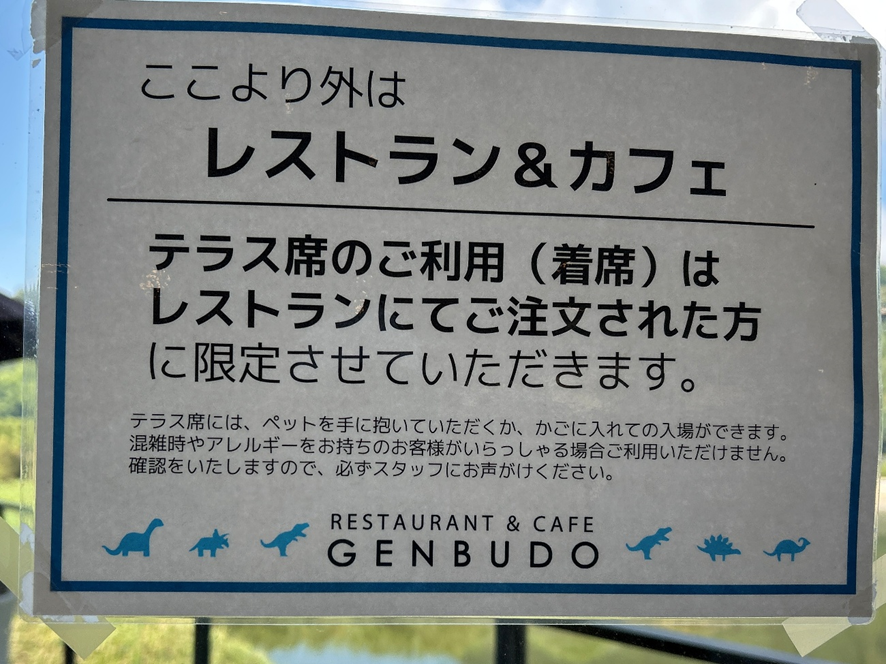 ここより外は
レストラン＆カフェ
テラス席のご利用（着席）は
レストランにてご注文された方
に限定させていただきます。
テラス席には、ペットを手に抱いていただくか、かごに入れての入場ができます。
混雑時やアレルギーをお持ちのお客様がいらっしゃる場合ご利用いただけません。
確認をいたしますので、必ずスタッフにお声がけください。
RESTAURANT & CAFE
GENBUDO